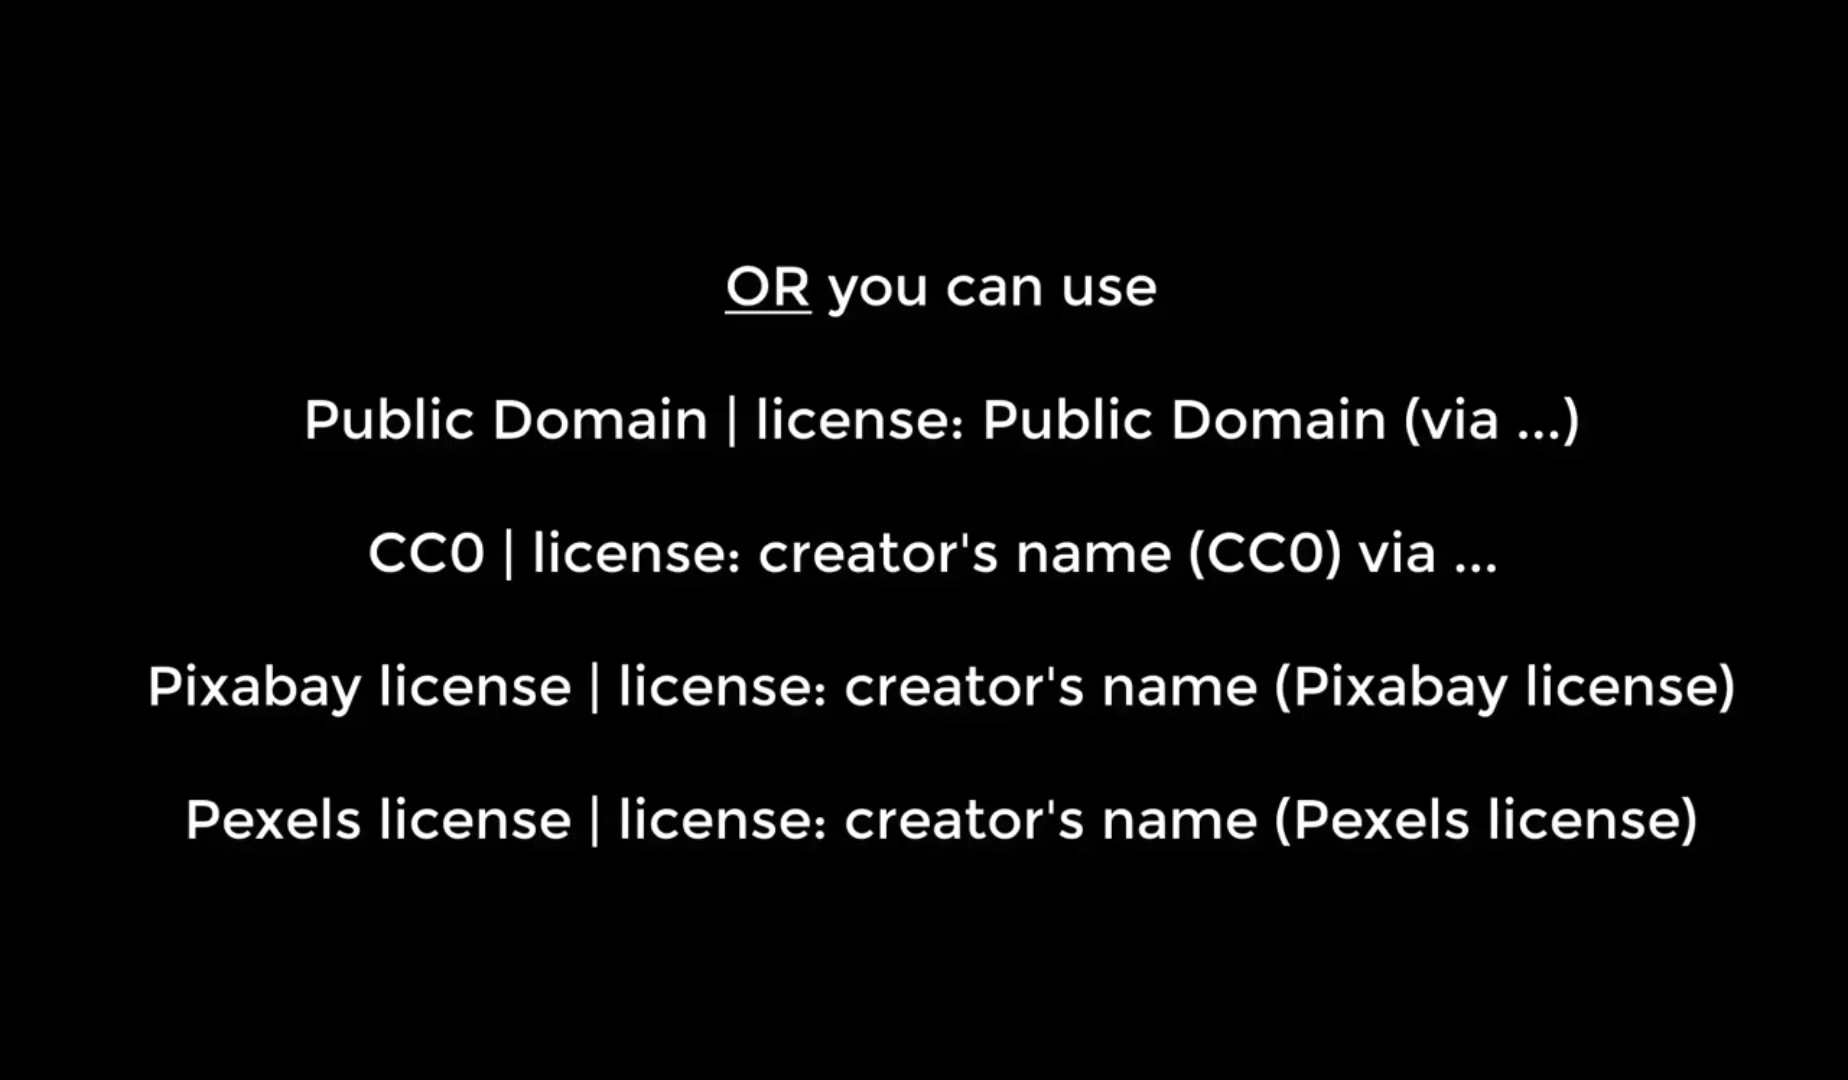 OR you can use
Public Domain | license: Public Domain (via ...)
CC0 | license: creator's name (CC0) via ...
Pixabay license | license: creator's name (Pixabay license)
Pexels license | license: creator's name (Pexels license)